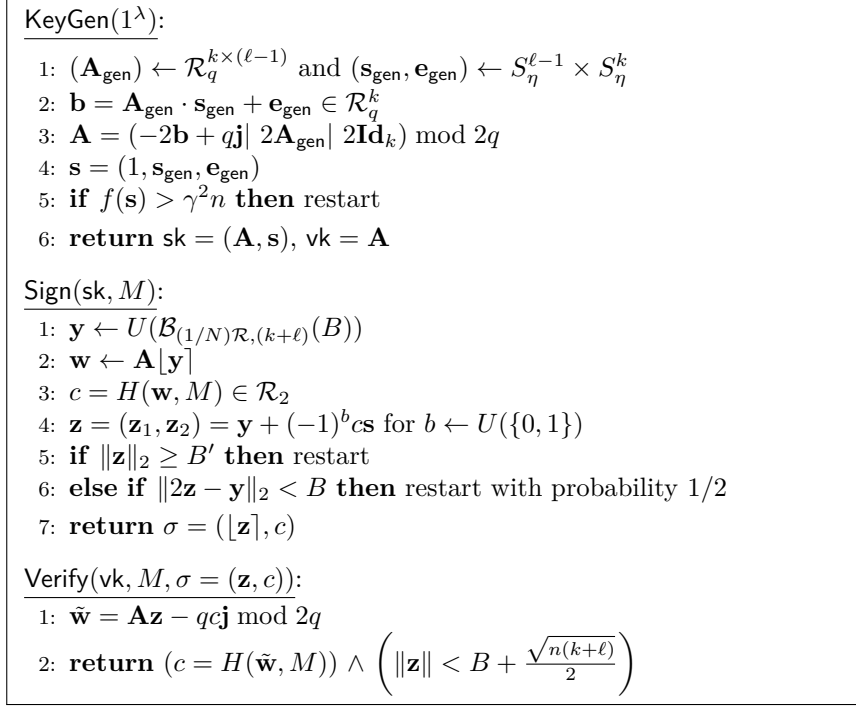 KeyGen(1^λ):
1: (A_gen) ← R_q^{k×(ℓ−1)} and (s_gen, e_gen) ← S_η^{ℓ−1} × S_η^k
2: b = A_gen · s_gen + e_gen ∈ R_q^k
3: A = (−2b + qj| 2A_gen| 2Id_k) mod 2q
4: s = (1, s_gen, e_gen)
5: if f(s) > γ²n then restart
6: return sk = (A, s), vk = A
Sign(sk, M):
1: y ← U(B_{(1/N)R,(k+ℓ)}(B))
2: w ← A⌊y⌉
3: c = H(w, M) ∈ R_2
4: z = (z_1, z_2) = y + (−1)^b cs for b ← U({0, 1})
5: if ‖z‖_2 ≥ B′ then restart
6: else if ‖2z − y‖_2 < B then restart with probability 1/2
7: return σ = (⌊z⌉, c)
Verify(vk, M, σ = (z, c)):
1: w̃ = Az − qcj mod 2q
2: return (c = H(w̃, M)) ∧ (‖z‖ < B + √(n(k+ℓ))/2)